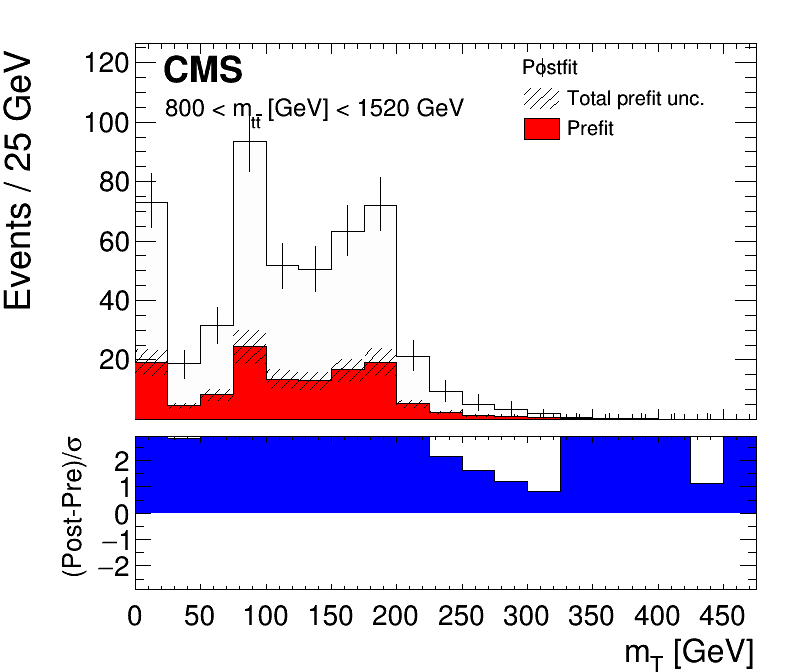 CMS
800 < m_tt̄ [GeV] < 1520 GeV
Postfit
Total prefit unc.
Prefit
Events / 25 GeV
120
100
80
60
40
20
(Post-Pre)/σ
2
1
0
−1
−2
0 50 100 150 200 250 300 350 400 450
m_T [GeV]